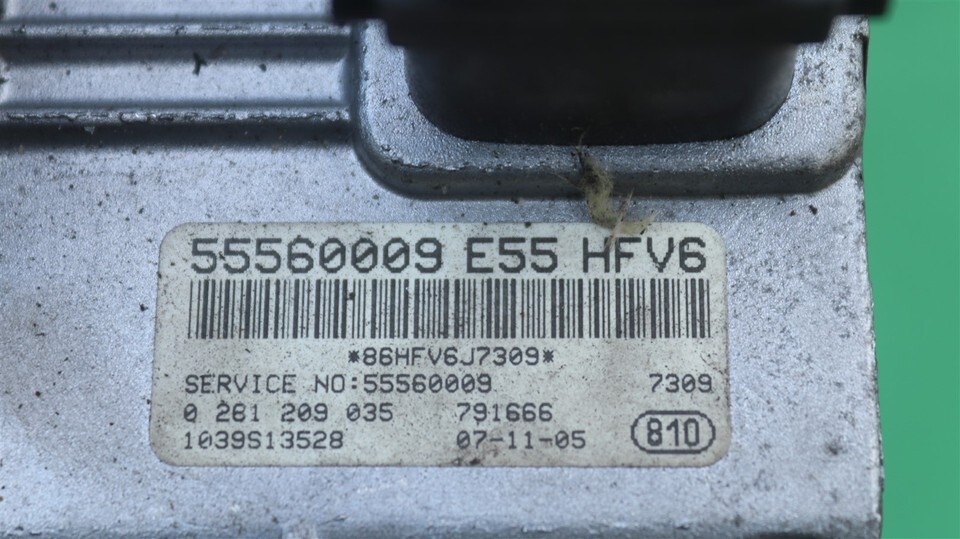 55560009 E55 HFV6
*86HFV6J7309*
SERVICE NO:55560009 7309
0 281 209 035 791666
1039S13528 07-11-05 810